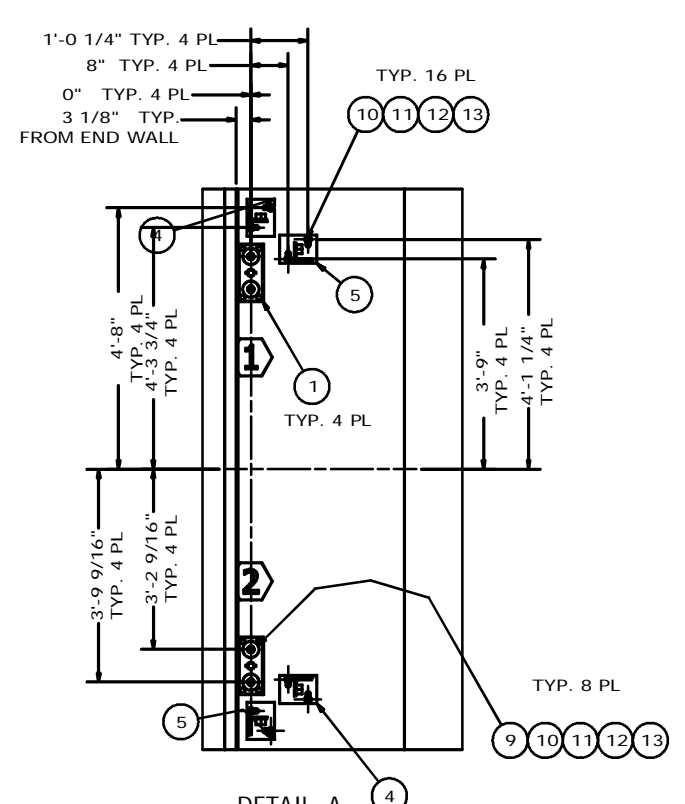 1'-0 1/4" TYP. 4 PL
8" TYP. 4 PL
0" TYP. 4 PL
3 1/8" TYP.
FROM END WALL
TYP. 16 PL
10 11 12 13
4
5
1
TYP. 4 PL
1
4'-8"
TYP. 4 PL
4'-3 3/4"
TYP. 4 PL
3'-9"
TYP. 4 PL
4'-1 1/4"
TYP. 4 PL
3'-9 9/16"
TYP. 4 PL
3'-2 9/16"
TYP. 4 PL
2
TYP. 8 PL
9 10 11 12 13
5
4
DETAIL A